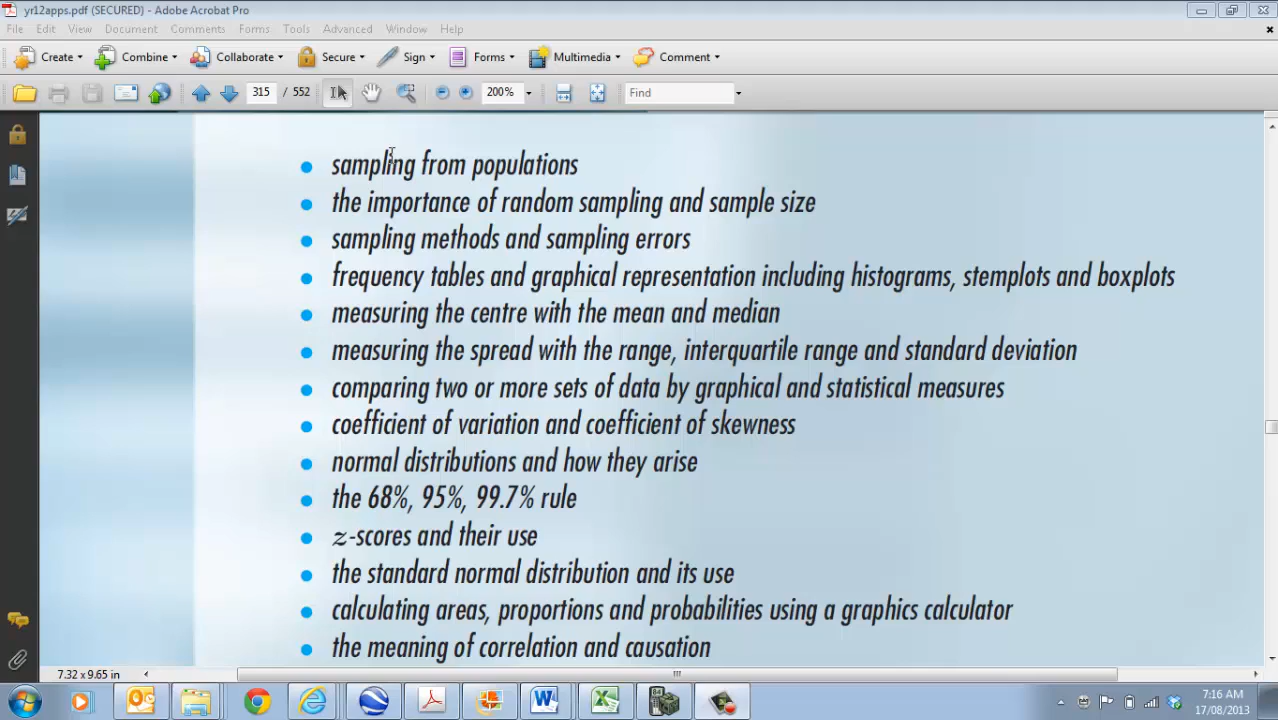 yr12apps.pdf (SECURED) - Adobe Acrobat Pro
File Edit View Document Comments Forms Tools Advanced Window Help
Create Combine Collaborate Secure Sign Forms Multimedia Comment
315 / 552 200% Find
sampling from populations
the importance of random sampling and sample size
sampling methods and sampling errors
frequency tables and graphical representation including histograms, stemplots and boxplots
measuring the centre with the mean and median
measuring the spread with the range, interquartile range and standard deviation
comparing two or more sets of data by graphical and statistical measures
coefficient of variation and coefficient of skewness
normal distributions and how they arise
the 68%, 95%, 99.7% rule
z-scores and their use
the standard normal distribution and its use
calculating areas, proportions and probabilities using a graphics calculator
the meaning of correlation and causation
7.32 x 9.65 in
7:16 AM
17/08/2013